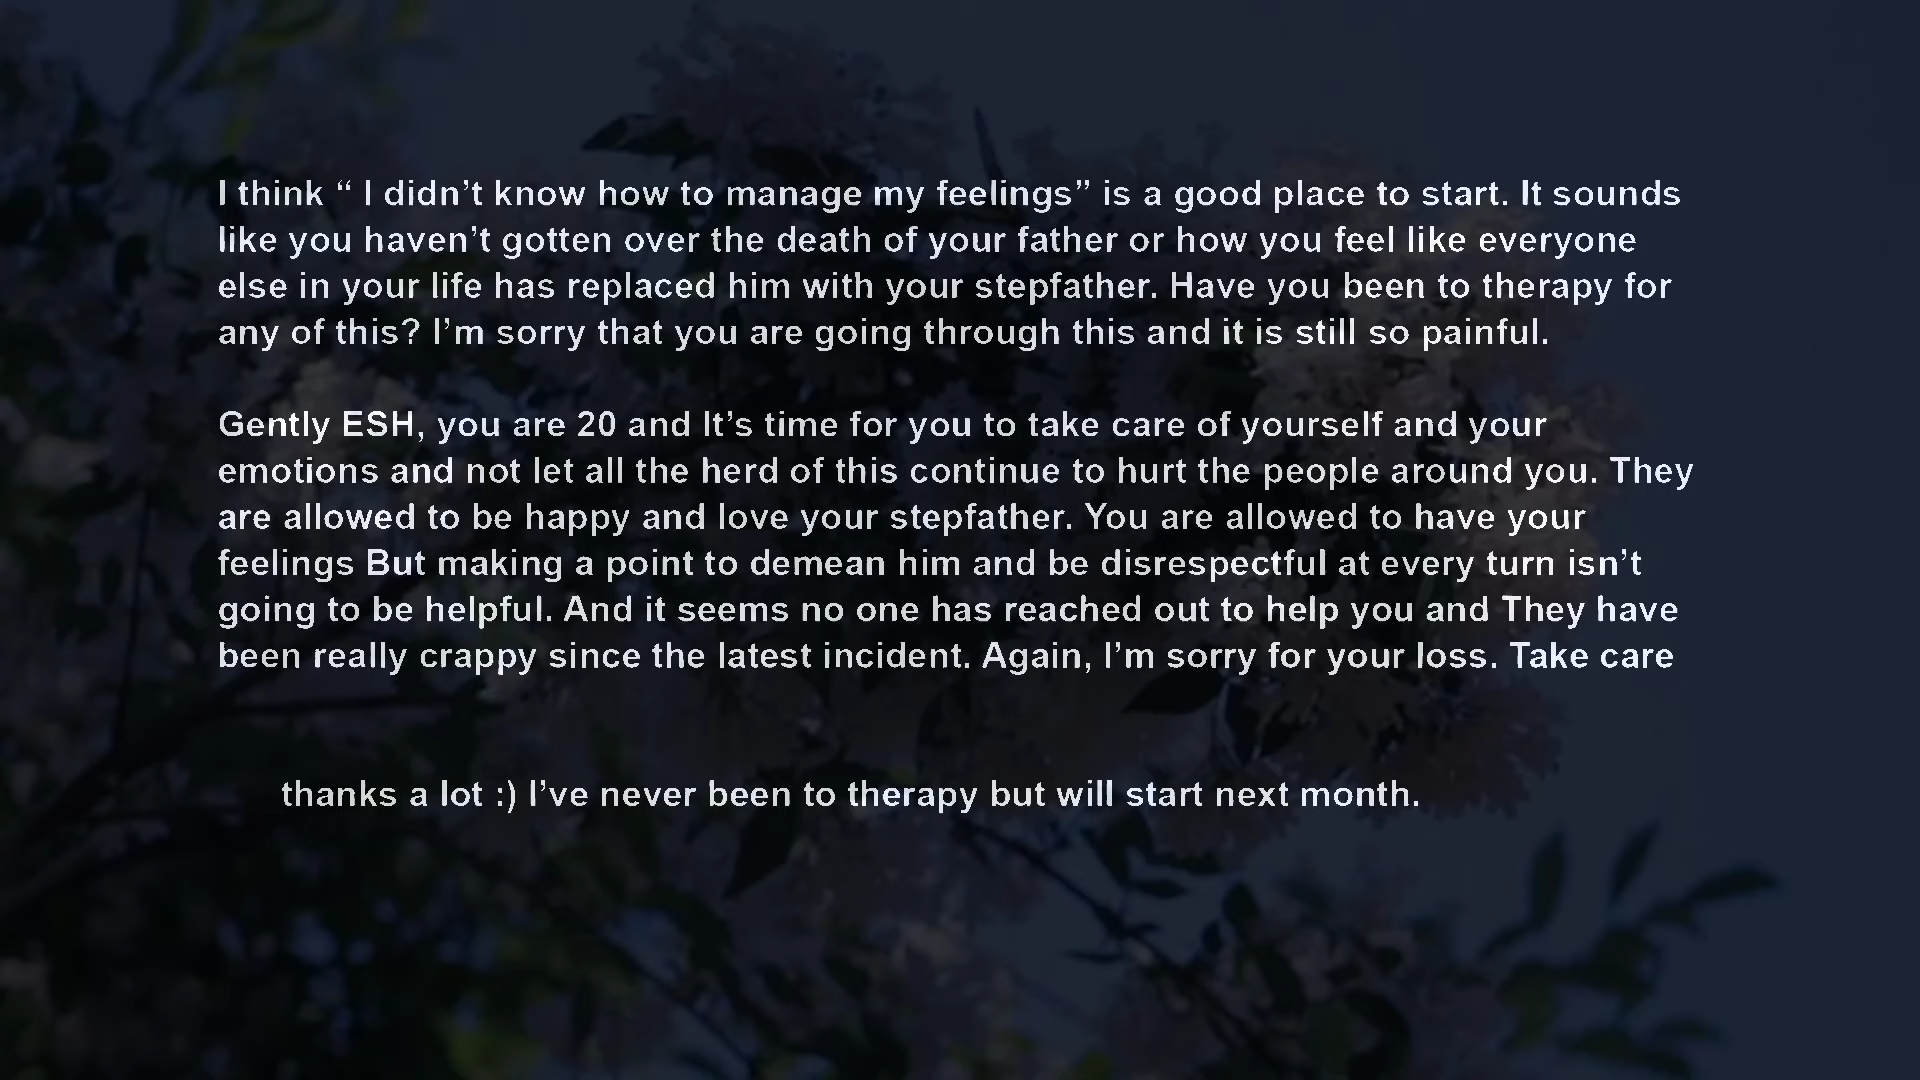 I think “ I didn’t know how to manage my feelings” is a good place to start. It sounds
like you haven’t gotten over the death of your father or how you feel like everyone
else in your life has replaced him with your stepfather. Have you been to therapy for
any of this? I’m sorry that you are going through this and it is still so painful.
Gently ESH, you are 20 and It’s time for you to take care of yourself and your
emotions and not let all the herd of this continue to hurt the people around you. They
are allowed to be happy and love your stepfather. You are allowed to have your
feelings But making a point to demean him and be disrespectful at every turn isn’t
going to be helpful. And it seems no one has reached out to help you and They have
been really crappy since the latest incident. Again, I’m sorry for your loss. Take care
thanks a lot :) I’ve never been to therapy but will start next month.